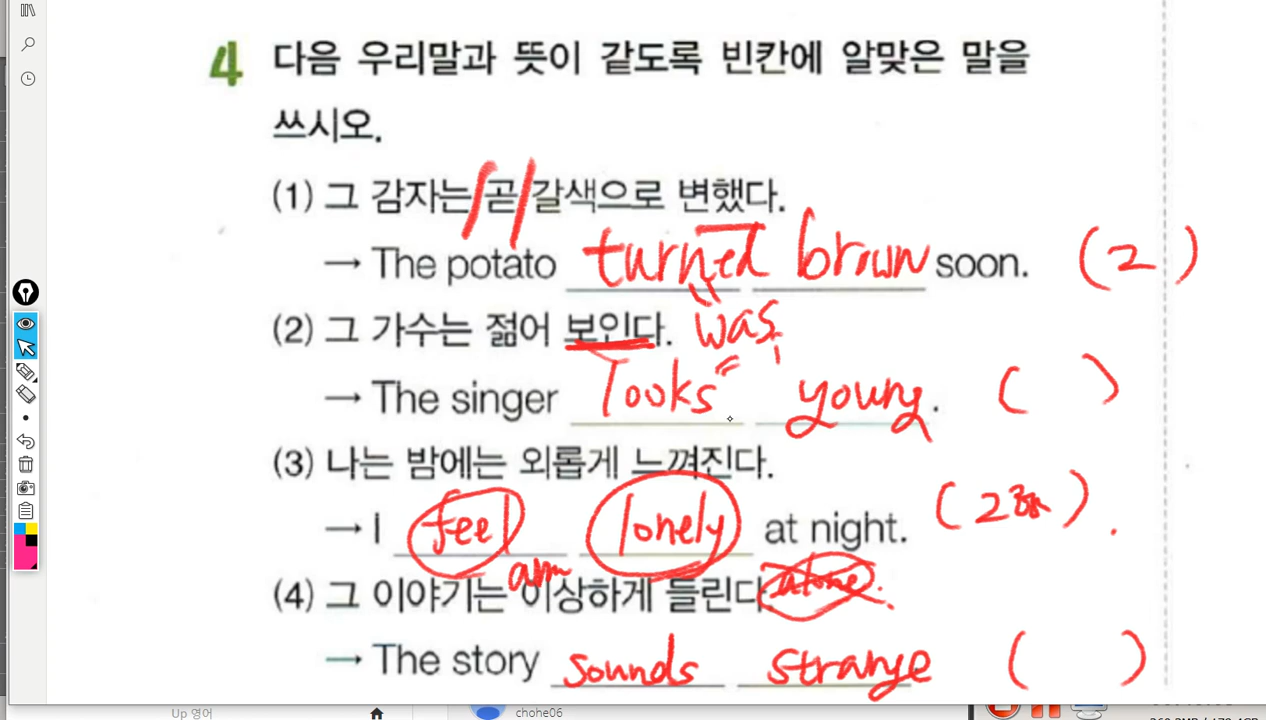 4 다음 우리말과 뜻이 같도록 빈칸에 알맞은 말을
쓰시오.
(1) 그 감자는/곧/갈색으로 변했다.
→ The potato turned brown soon. (2)
(2) 그 가수는 젊어 보인다. was
→ The singer looks young. ( )
(3) 나는 밤에는 외롭게 느껴진다.
→ I feel lonely at night. (2형)
am
(4) 그 이야기는 이상하게 들린다. alone
→ The story sounds strange ( )
Up 영어
chohe06